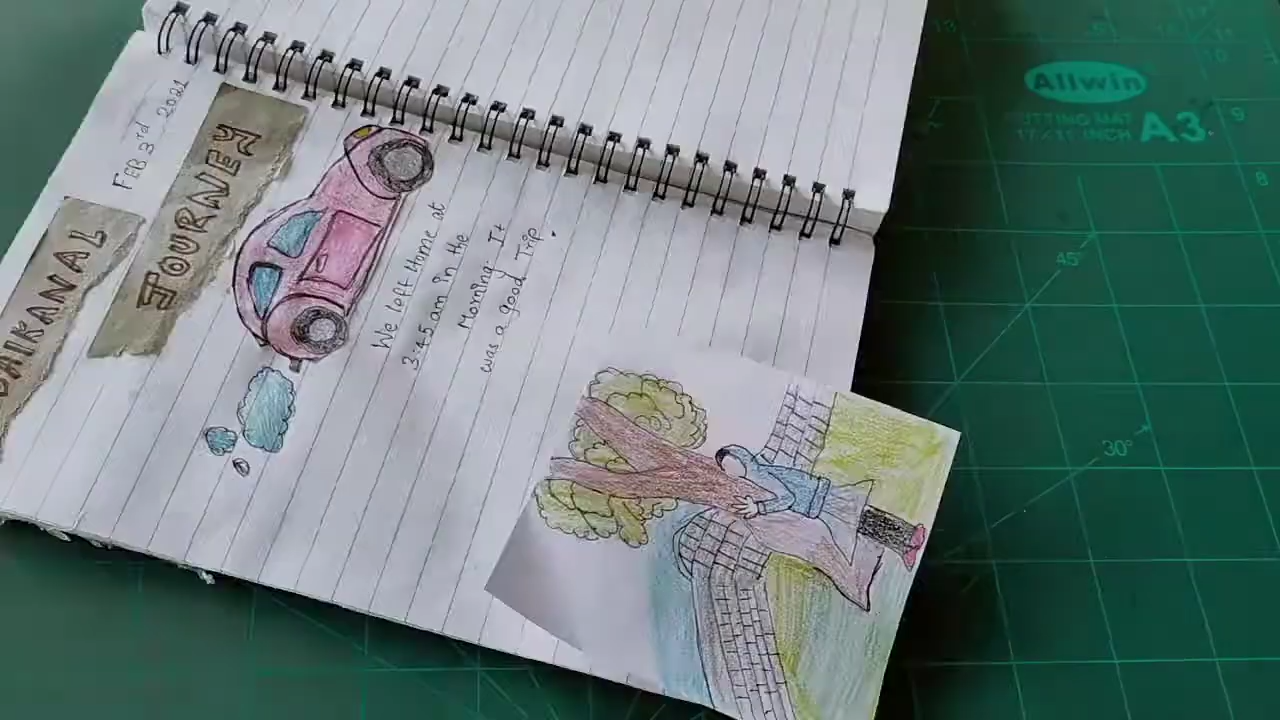 FEB 3rd 2021
DAIKANAL
JOURNEY
We left Home at
3:45 am in the
Morning. It
was a good Trip.
Allwin
CUTTING MAT
A3
45°
30°